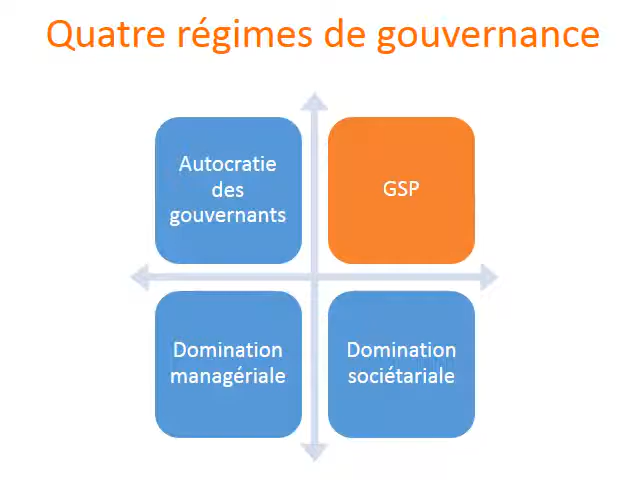 Quatre régimes de gouvernance
Autocratie
des
gouvernants
GSP
Domination
managériale
Domination
sociétariale